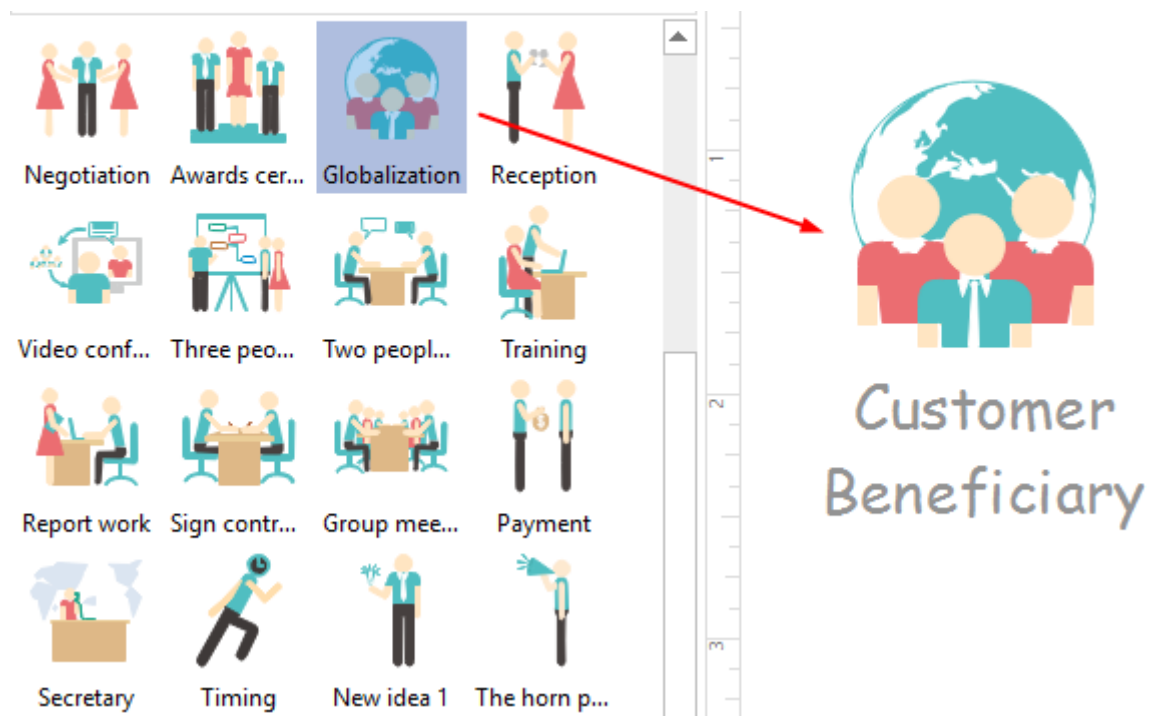 Negotiation Awards cer... Globalization Reception
Video conf... Three peo... Two peopl... Training
Report work Sign contr... Group mee... Payment
Secretary Timing New idea 1 The horn p...
1
2
3
Customer
Beneficiary